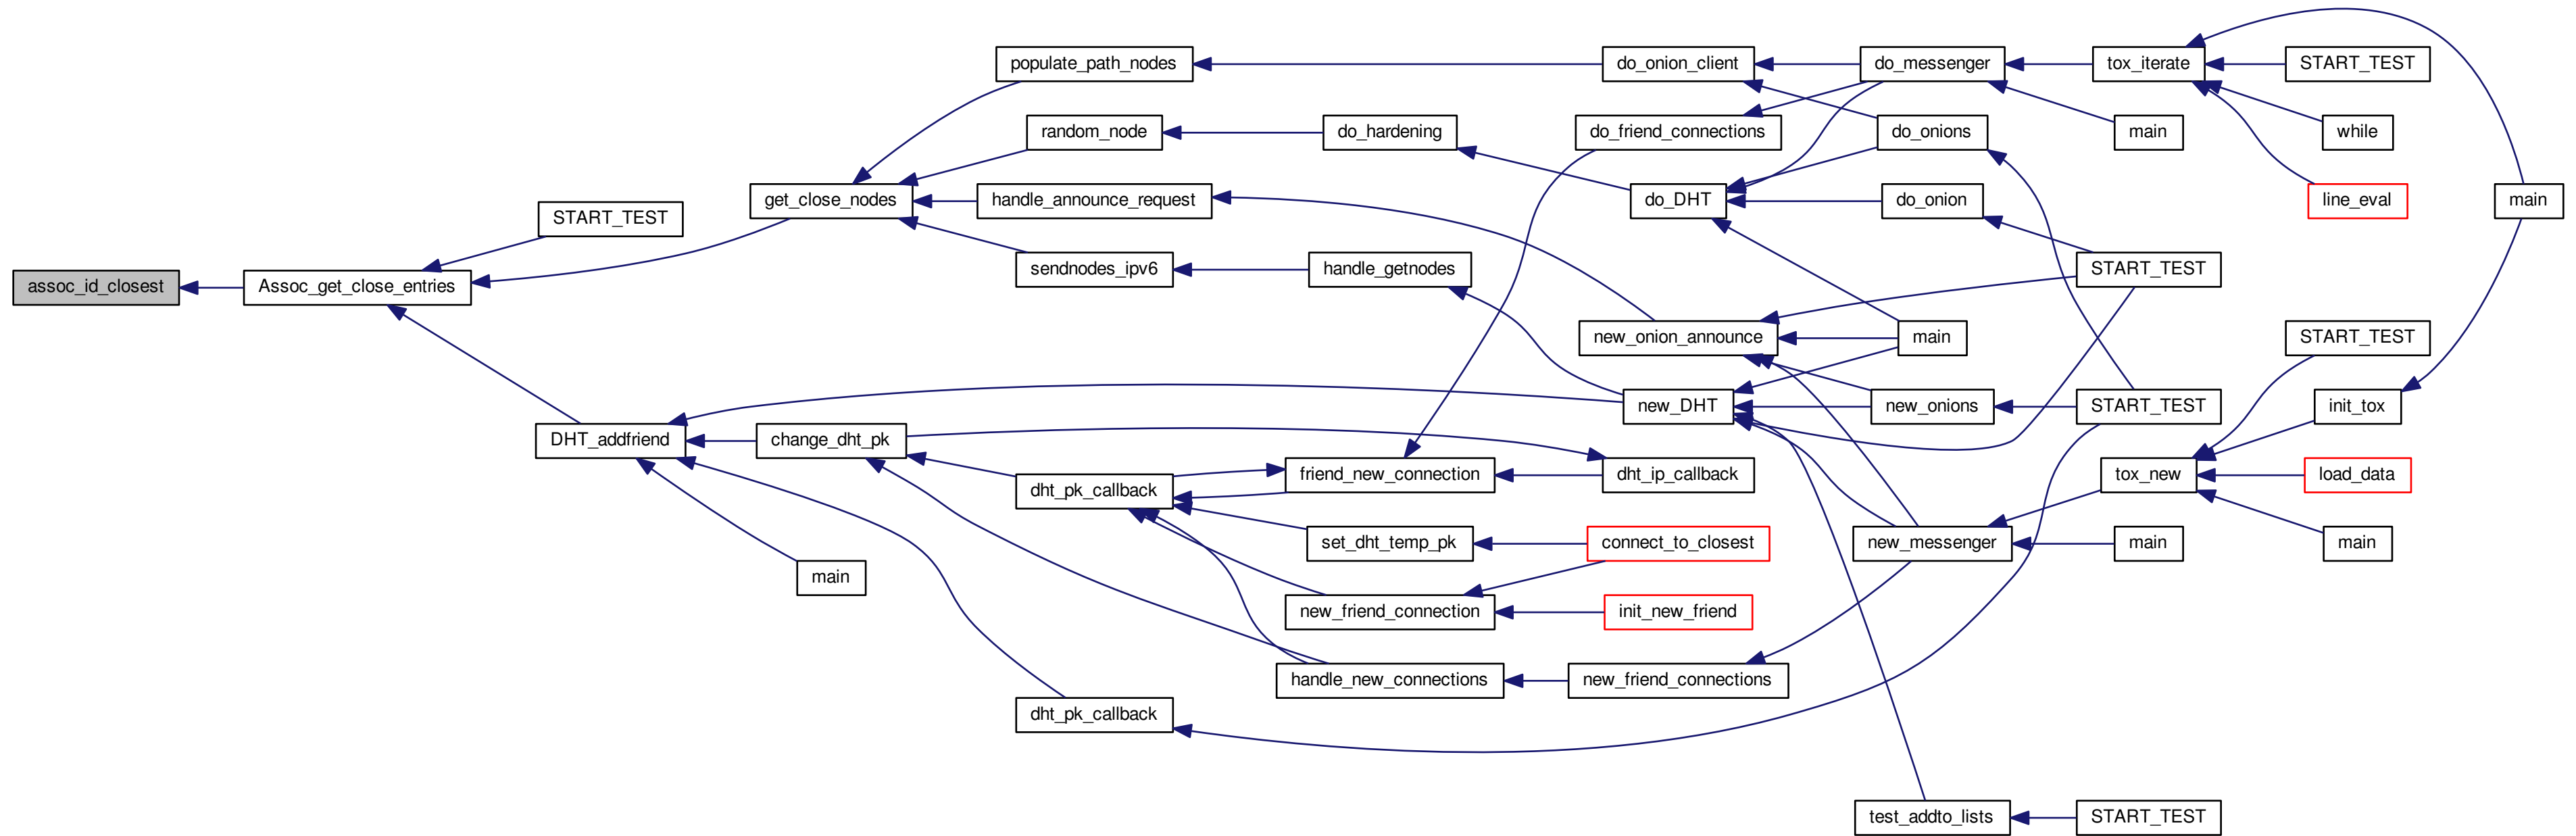 populate_path_nodes
do_onion_client
do_messenger
tox_iterate
START_TEST
random_node
do_hardening
do_friend_connections
do_onions
main
while
get_close_nodes
handle_announce_request
do_DHT
do_onion
line_eval
main
START_TEST
sendnodes_ipv6
handle_getnodes
START_TEST
assoc_id_closest
Assoc_get_close_entries
new_onion_announce
main
START_TEST
new_DHT
new_onions
START_TEST
init_tox
DHT_addfriend
change_dht_pk
friend_new_connection
dht_ip_callback
tox_new
load_data
dht_pk_callback
set_dht_temp_pk
connect_to_closest
new_messenger
main
main
main
new_friend_connection
init_new_friend
handle_new_connections
new_friend_connections
dht_pk_callback
test_addto_lists
START_TEST